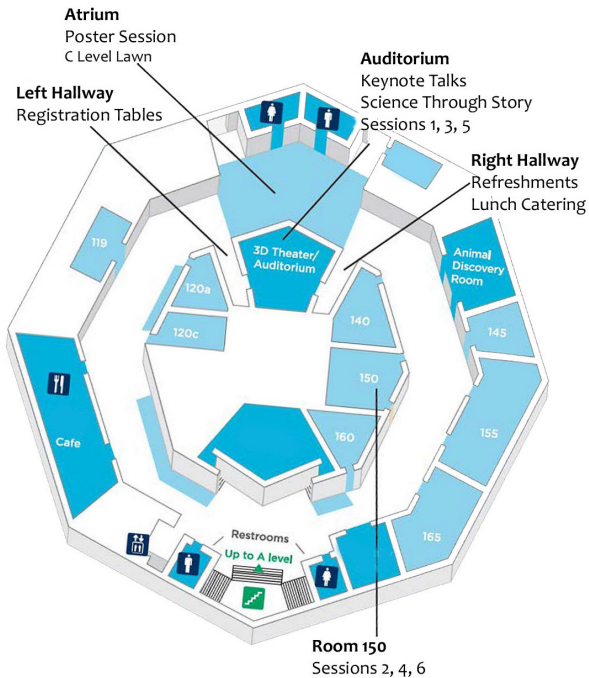 Atrium
Poster Session
C Level Lawn
Auditorium
Keynote Talks
Science Through Story
Sessions 1, 3, 5
Left Hallway
Registration Tables
Right Hallway
Refreshments
Lunch Catering
119
3D Theater/
Auditorium
Animal
Discovery
Room
120a
120c
140
145
150
155
160
Cafe
165
Restrooms
Up to A level
Room 150
Sessions 2, 4, 6